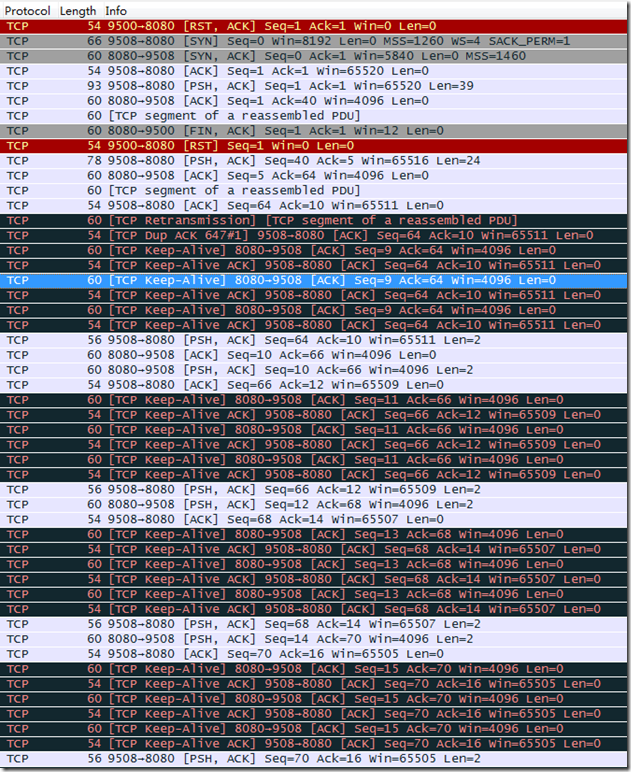 Protocol Length Info
TCP 54 9500→8080 [RST, ACK] Seq=1 Ack=1 Win=0 Len=0
TCP 66 9508→8080 [SYN] Seq=0 Win=8192 Len=0 MSS=1260 WS=4 SACK_PERM=1
TCP 60 8080→9508 [SYN, ACK] Seq=0 Ack=1 Win=5840 Len=0 MSS=1460
TCP 54 9508→8080 [ACK] Seq=1 Ack=1 Win=65520 Len=0
TCP 93 9508→8080 [PSH, ACK] Seq=1 Ack=1 Win=65520 Len=39
TCP 60 8080→9508 [ACK] Seq=1 Ack=40 Win=4096 Len=0
TCP 60 [TCP segment of a reassembled PDU]
TCP 60 8080→9500 [FIN, ACK] Seq=1 Ack=1 Win=12 Len=0
TCP 54 9500→8080 [RST] Seq=1 Win=0 Len=0
TCP 78 9508→8080 [PSH, ACK] Seq=40 Ack=5 Win=65516 Len=24
TCP 60 8080→9508 [ACK] Seq=5 Ack=64 Win=4096 Len=0
TCP 60 [TCP segment of a reassembled PDU]
TCP 54 9508→8080 [ACK] Seq=64 Ack=10 Win=65511 Len=0
TCP 60 [TCP Retransmission] [TCP segment of a reassembled PDU]
TCP 54 [TCP Dup ACK 647#1] 9508→8080 [ACK] Seq=64 Ack=10 Win=65511 Len=0
TCP 60 [TCP Keep-Alive] 8080→9508 [ACK] Seq=9 Ack=64 Win=4096 Len=0
TCP 54 [TCP Keep-Alive ACK] 9508→8080 [ACK] Seq=64 Ack=10 Win=65511 Len=0
TCP 60 [TCP Keep-Alive] 8080→9508 [ACK] Seq=9 Ack=64 Win=4096 Len=0
TCP 54 [TCP Keep-Alive ACK] 9508→8080 [ACK] Seq=64 Ack=10 Win=65511 Len=0
TCP 60 [TCP Keep-Alive] 8080→9508 [ACK] Seq=9 Ack=64 Win=4096 Len=0
TCP 54 [TCP Keep-Alive ACK] 9508→8080 [ACK] Seq=64 Ack=10 Win=65511 Len=0
TCP 56 9508→8080 [PSH, ACK] Seq=64 Ack=10 Win=65511 Len=2
TCP 60 8080→9508 [ACK] Seq=10 Ack=66 Win=4096 Len=0
TCP 60 8080→9508 [PSH, ACK] Seq=10 Ack=66 Win=4096 Len=2
TCP 54 9508→8080 [ACK] Seq=66 Ack=12 Win=65509 Len=0
TCP 60 [TCP Keep-Alive] 8080→9508 [ACK] Seq=11 Ack=66 Win=4096 Len=0
TCP 54 [TCP Keep-Alive ACK] 9508→8080 [ACK] Seq=66 Ack=12 Win=65509 Len=0
TCP 60 [TCP Keep-Alive] 8080→9508 [ACK] Seq=11 Ack=66 Win=4096 Len=0
TCP 54 [TCP Keep-Alive ACK] 9508→8080 [ACK] Seq=66 Ack=12 Win=65509 Len=0
TCP 60 [TCP Keep-Alive] 8080→9508 [ACK] Seq=11 Ack=66 Win=4096 Len=0
TCP 54 [TCP Keep-Alive ACK] 9508→8080 [ACK] Seq=66 Ack=12 Win=65509 Len=0
TCP 56 9508→8080 [PSH, ACK] Seq=66 Ack=12 Win=65509 Len=2
TCP 60 8080→9508 [PSH, ACK] Seq=12 Ack=68 Win=4096 Len=2
TCP 54 9508→8080 [ACK] Seq=68 Ack=14 Win=65507 Len=0
TCP 60 [TCP Keep-Alive] 8080→9508 [ACK] Seq=13 Ack=68 Win=4096 Len=0
TCP 54 [TCP Keep-Alive ACK] 9508→8080 [ACK] Seq=68 Ack=14 Win=65507 Len=0
TCP 60 [TCP Keep-Alive] 8080→9508 [ACK] Seq=13 Ack=68 Win=4096 Len=0
TCP 54 [TCP Keep-Alive ACK] 9508→8080 [ACK] Seq=68 Ack=14 Win=65507 Len=0
TCP 60 [TCP Keep-Alive] 8080→9508 [ACK] Seq=13 Ack=68 Win=4096 Len=0
TCP 54 [TCP Keep-Alive ACK] 9508→8080 [ACK] Seq=68 Ack=14 Win=65507 Len=0
TCP 56 9508→8080 [PSH, ACK] Seq=68 Ack=14 Win=65507 Len=2
TCP 60 8080→9508 [PSH, ACK] Seq=14 Ack=70 Win=4096 Len=2
TCP 54 9508→8080 [ACK] Seq=70 Ack=16 Win=65505 Len=0
TCP 60 [TCP Keep-Alive] 8080→9508 [ACK] Seq=15 Ack=70 Win=4096 Len=0
TCP 54 [TCP Keep-Alive ACK] 9508→8080 [ACK] Seq=70 Ack=16 Win=65505 Len=0
TCP 60 [TCP Keep-Alive] 8080→9508 [ACK] Seq=15 Ack=70 Win=4096 Len=0
TCP 54 [TCP Keep-Alive ACK] 9508→8080 [ACK] Seq=70 Ack=16 Win=65505 Len=0
TCP 60 [TCP Keep-Alive] 8080→9508 [ACK] Seq=15 Ack=70 Win=4096 Len=0
TCP 54 [TCP Keep-Alive ACK] 9508→8080 [ACK] Seq=70 Ack=16 Win=65505 Len=0
TCP 56 9508→8080 [PSH, ACK] Seq=70 Ack=16 Win=65505 Len=2